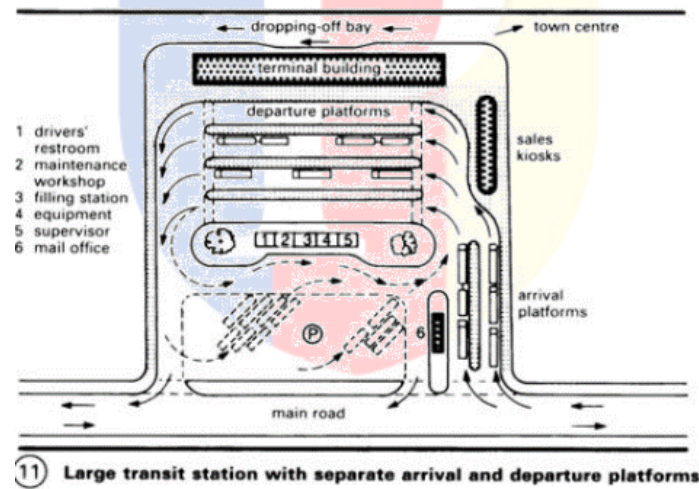 dropping-off bay
town centre
terminal building
departure platforms
1 drivers'
restroom
2 maintenance
workshop
3 filling station
4 equipment
5 supervisor
6 mail office
sales
kiosks
1 2 3 4 5
arrival
platforms
6
P
main road
11 Large transit station with separate arrival and departure platforms